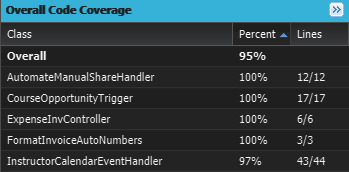 Overall Code Coverage
Class Percent Lines
Overall 95%
AutomateManualShareHandler 100% 12/12
CourseOpportunityTrigger 100% 17/17
ExpenseInvController 100% 6/6
FormatInvoiceAutoNumbers 100% 3/3
InstructorCalendarEventHandler 97% 43/44